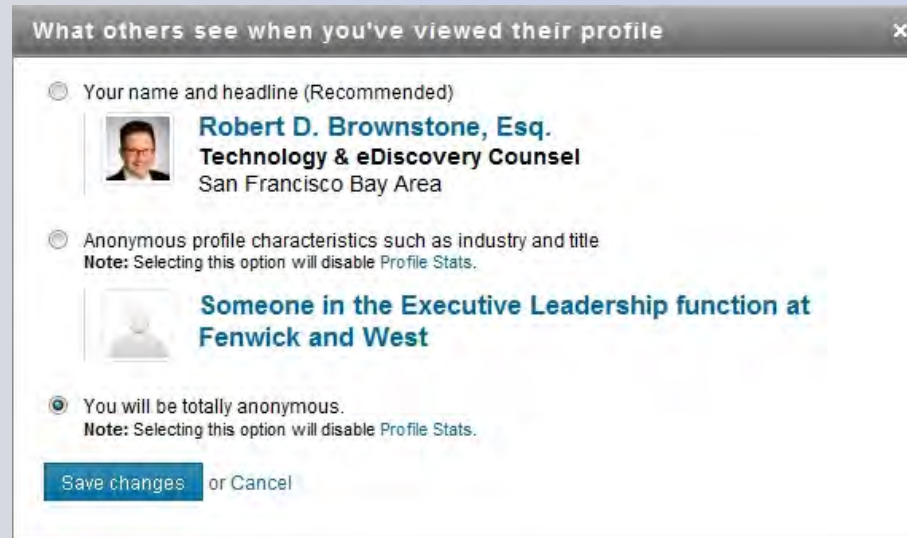 What others see when you've viewed their profile ×
Your name and headline (Recommended)
Robert D. Brownstone, Esq.
Technology & eDiscovery Counsel
San Francisco Bay Area
Anonymous profile characteristics such as industry and title
Note: Selecting this option will disable Profile Stats.
Someone in the Executive Leadership function at
Fenwick and West
You will be totally anonymous.
Note: Selecting this option will disable Profile Stats.
Save changes or Cancel